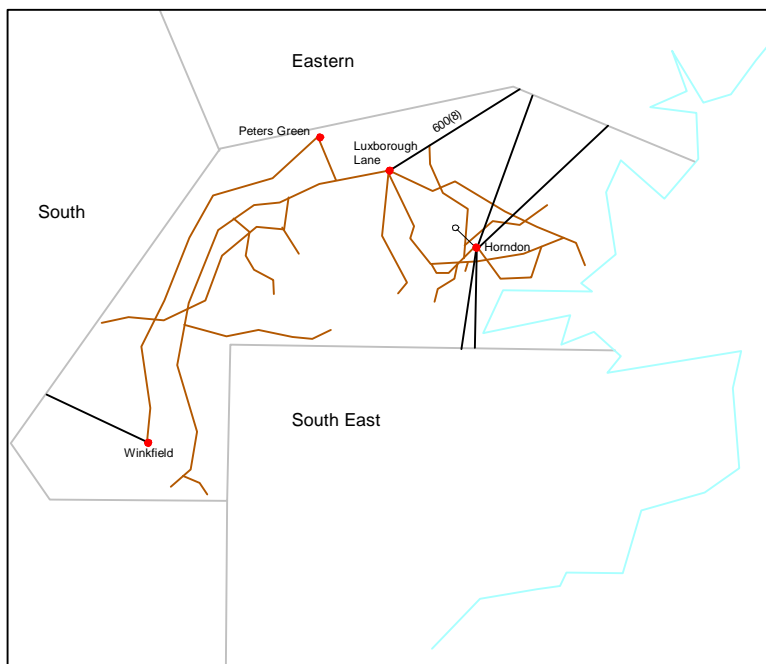 Eastern
600(8)
Peters Green
Luxborough
Lane
South
Horndon
South East
Winkfield